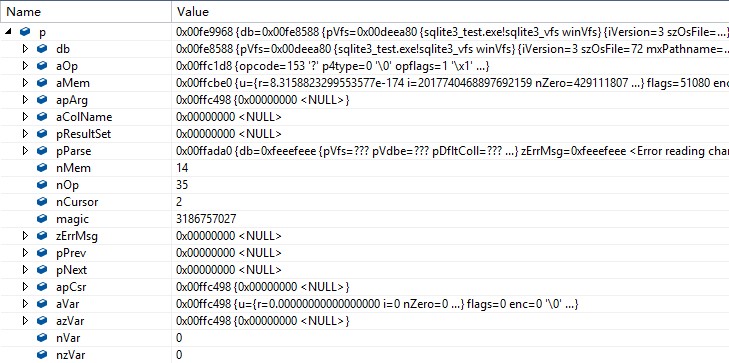 Name Value
p 0x00fe9968 {db=0x00fe8588 {pVfs=0x00deea80 {sqlite3_test.exe!sqlite3_vfs winVfs} {iVersion=3 szOsFile=...}
db 0x00fe8588 {pVfs=0x00deea80 {sqlite3_test.exe!sqlite3_vfs winVfs} {iVersion=3 szOsFile=72 mxPathname=...
aOp 0x00ffc1d8 {opcode=153 '?' p4type=0 '\0' opflags=1 '\x1' ...}
aMem 0x00ffcbe0 {u={r=8.3158823299553577e-174 i=2017740468897692159 nZero=429111807 ...} flags=51080 enc
apArg 0x00ffc498 {0x00000000 <NULL>}
aColName 0x00000000 <NULL>
pResultSet 0x00000000 <NULL>
pParse 0x00ffada0 {db=0xfeeefeee {pVfs=??? pVdbe=??? pDfltColl=??? ...} zErrMsg=0xfeeefeee <Error reading char
nMem 14
nOp 35
nCursor 2
magic 3186757027
zErrMsg 0x00000000 <NULL>
pPrev 0x00000000 <NULL>
pNext 0x00000000 <NULL>
apCsr 0x00ffc498 {0x00000000 <NULL>}
aVar 0x00ffc498 {u={r=0.00000000000000000 i=0 nZero=0 ...} flags=0 enc=0 '\0' ...}
azVar 0x00ffc498 {0x00000000 <NULL>}
nVar 0
nzVar 0